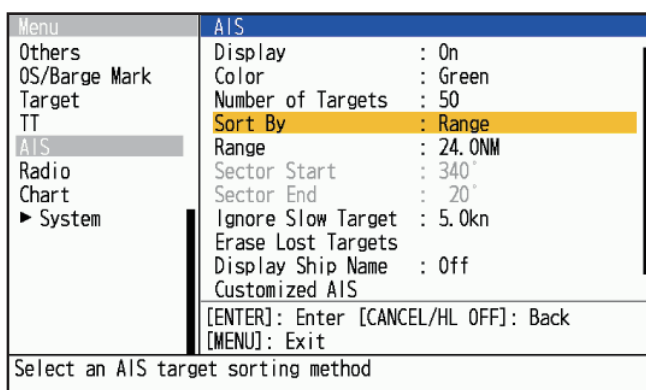 Menu
Others
OS/Barge Mark
Target
TT
AIS
Radio
Chart
► System
AIS
Display : On
Color : Green
Number of Targets : 50
Sort By : Range
Range : 24.0NM
Sector Start : 340°
Sector End : 20°
Ignore Slow Target : 5.0kn
Erase Lost Targets
Display Ship Name : Off
Customized AIS
[ENTER]: Enter [CANCEL/HL OFF]: Back
[MENU]: Exit
Select an AIS target sorting method